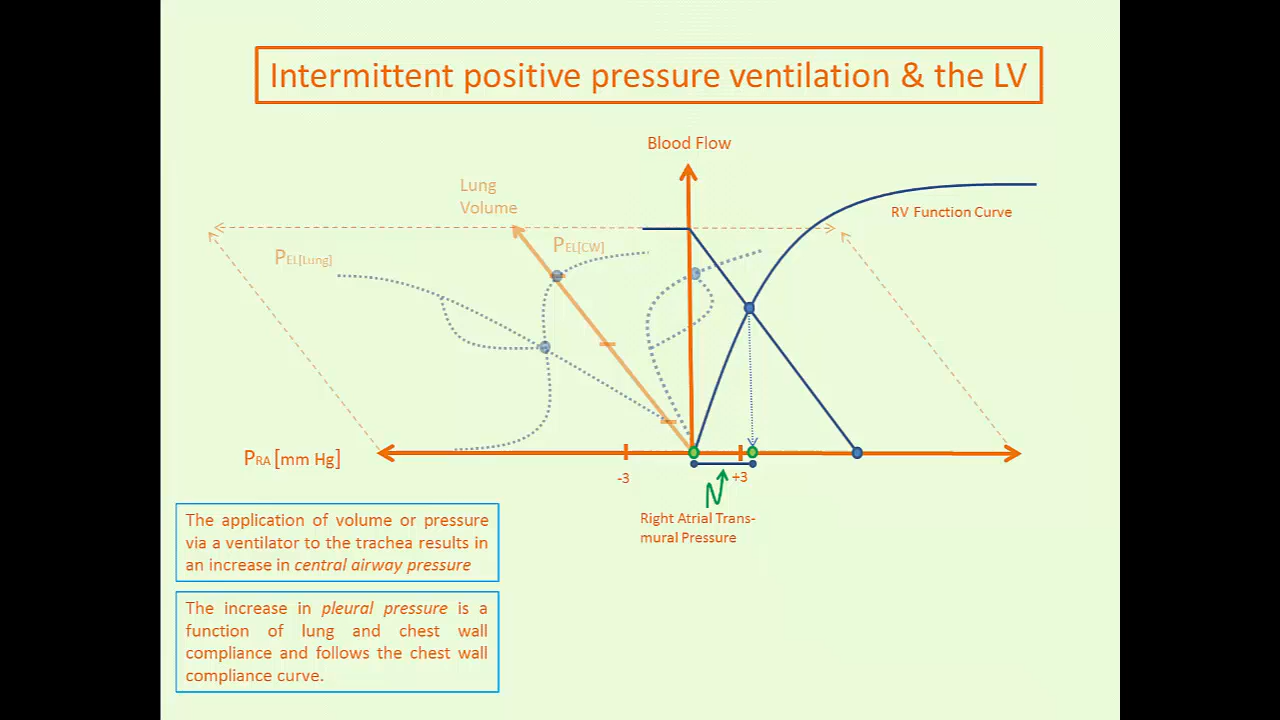 Intermittent positive pressure ventilation & the LV
Blood Flow
Lung
Volume
RV Function Curve
PEL[CW]
PEL[Lung]
PRA [mm Hg]
-3
+3
N
Right Atrial Trans-
mural Pressure
The application of volume or pressure
via a ventilator to the trachea results in
an increase in central airway pressure
The increase in pleural pressure is a
function of lung and chest wall
compliance and follows the chest wall
compliance curve.